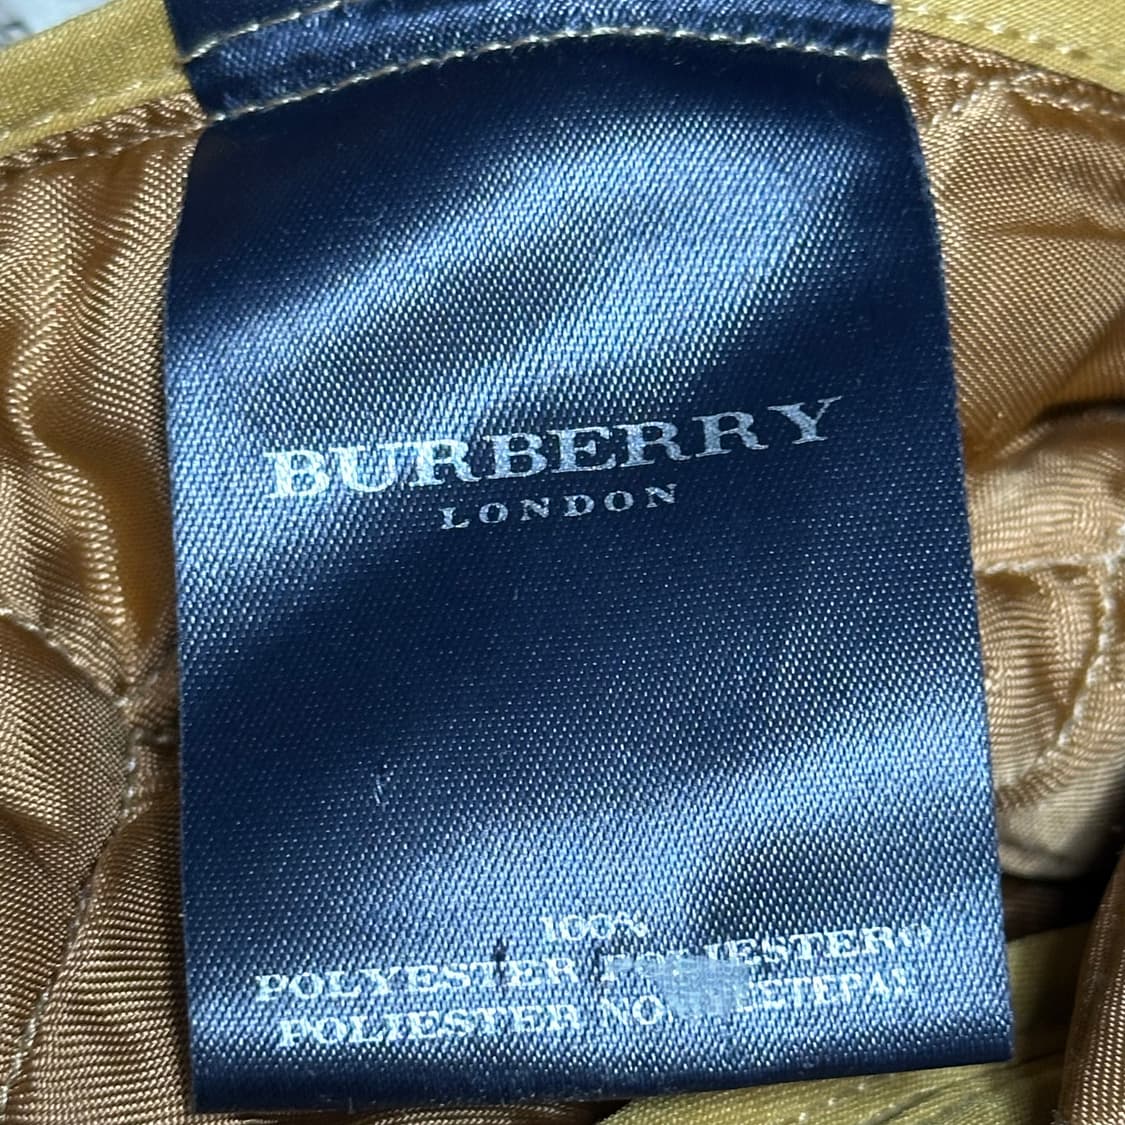 BURBERRY
LONDON
100%
POLYESTER
POLIESTER